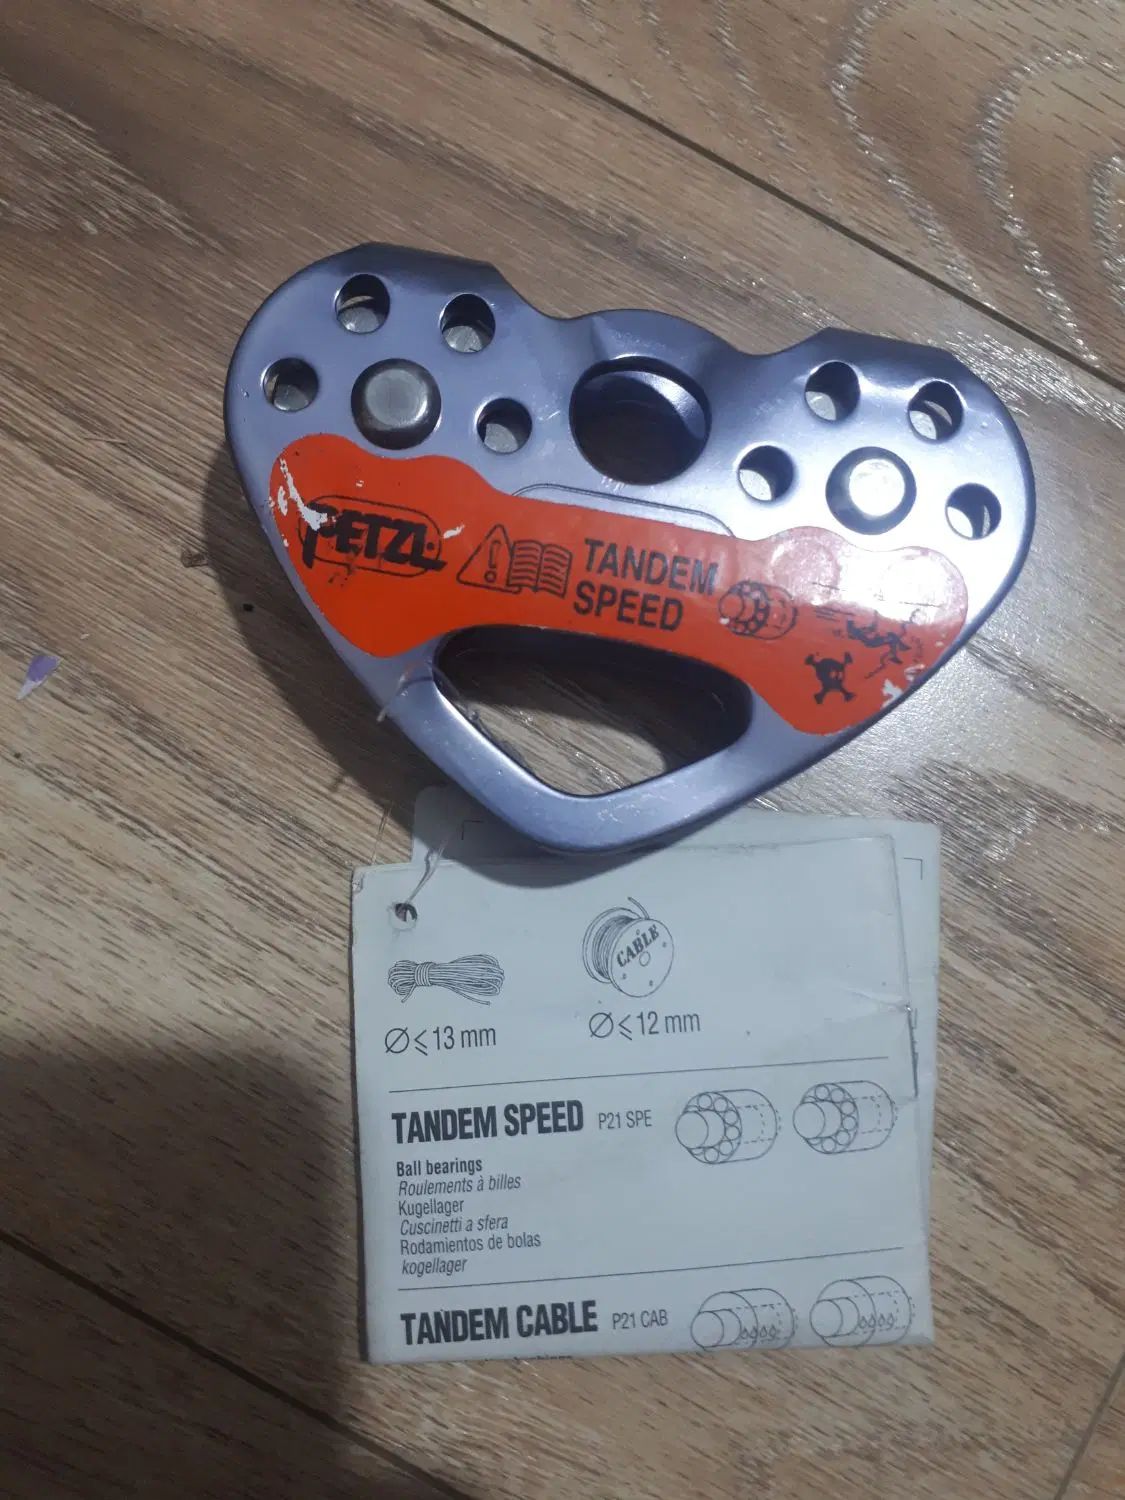 PETZL
TANDEM
SPEED
CABLE
Ø⩽13 mm
Ø⩽12 mm
TANDEM SPEED P21 SPE
Ball bearings
Roulements à billes
Kugellager
Cuscinetti a sfera
Rodamientos de bolas
kogellager
TANDEM CABLE P21 CAB